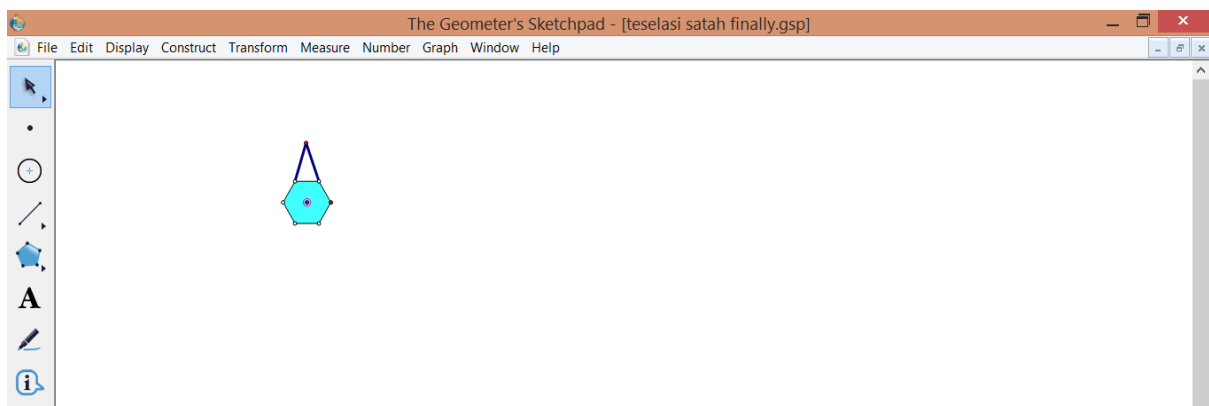 The Geometer's Sketchpad - [teselasi satah finally.gsp]
File Edit Display Construct Transform Measure Number Graph Window Help
A
i